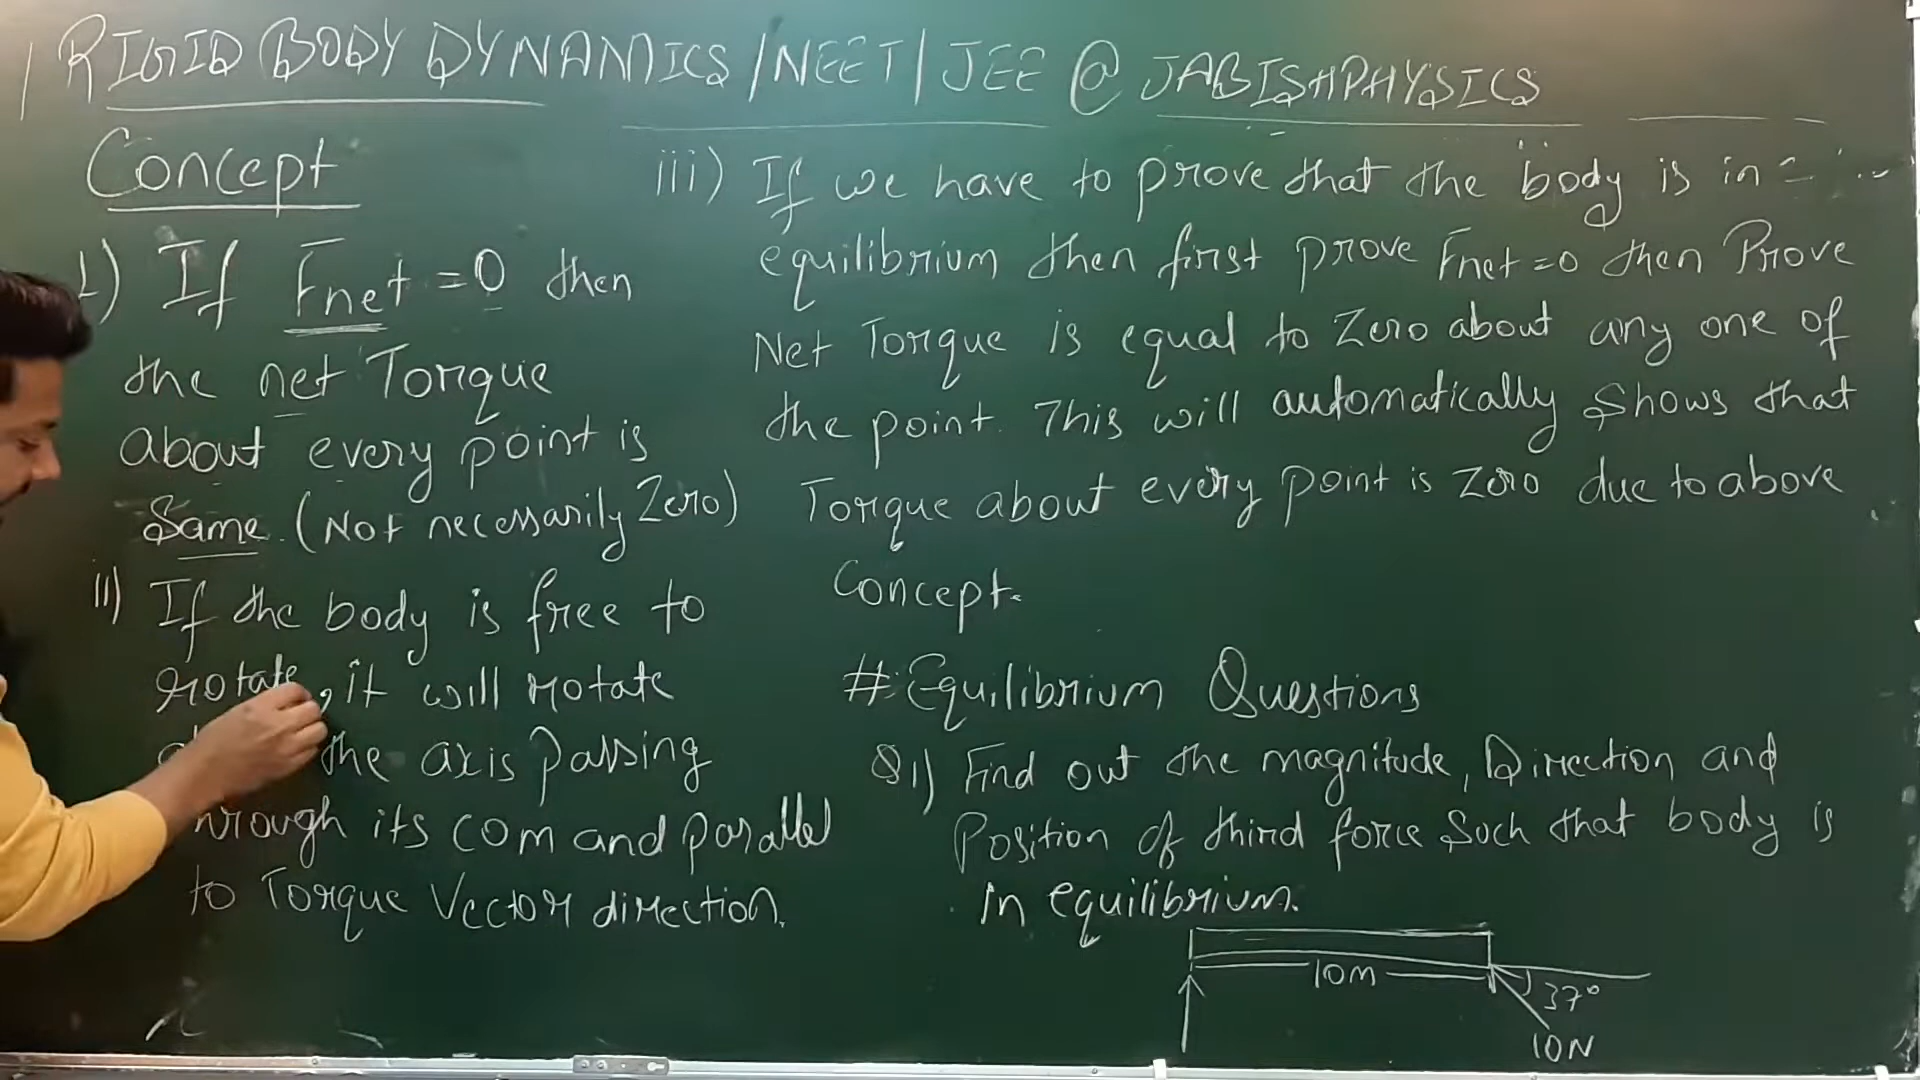 RIGID BODY DYNAMICS / NEET / JEE @ JABISHPHYSICS
Concept
I) If Fnet = 0 then
the net Torque
about every point is
Same. (Not necessarily Zero)
ii) If the body is free to
rotate, it will rotate
the axis Passing
through its com and parallel
to Torque Vector direction.
iii) If we have to prove that the body is in
equilibrium then first prove Fnet = 0 then Prove
Net Torque is equal to Zero about any one of
the point. This will automatically Shows that
Torque about every point is Zero due to above
Concept.
# Equilibrium Questions
Q1) Find out the magnitude, Direction and
Position of third force Such that body is
in equilibrium.
10M
37°
10N